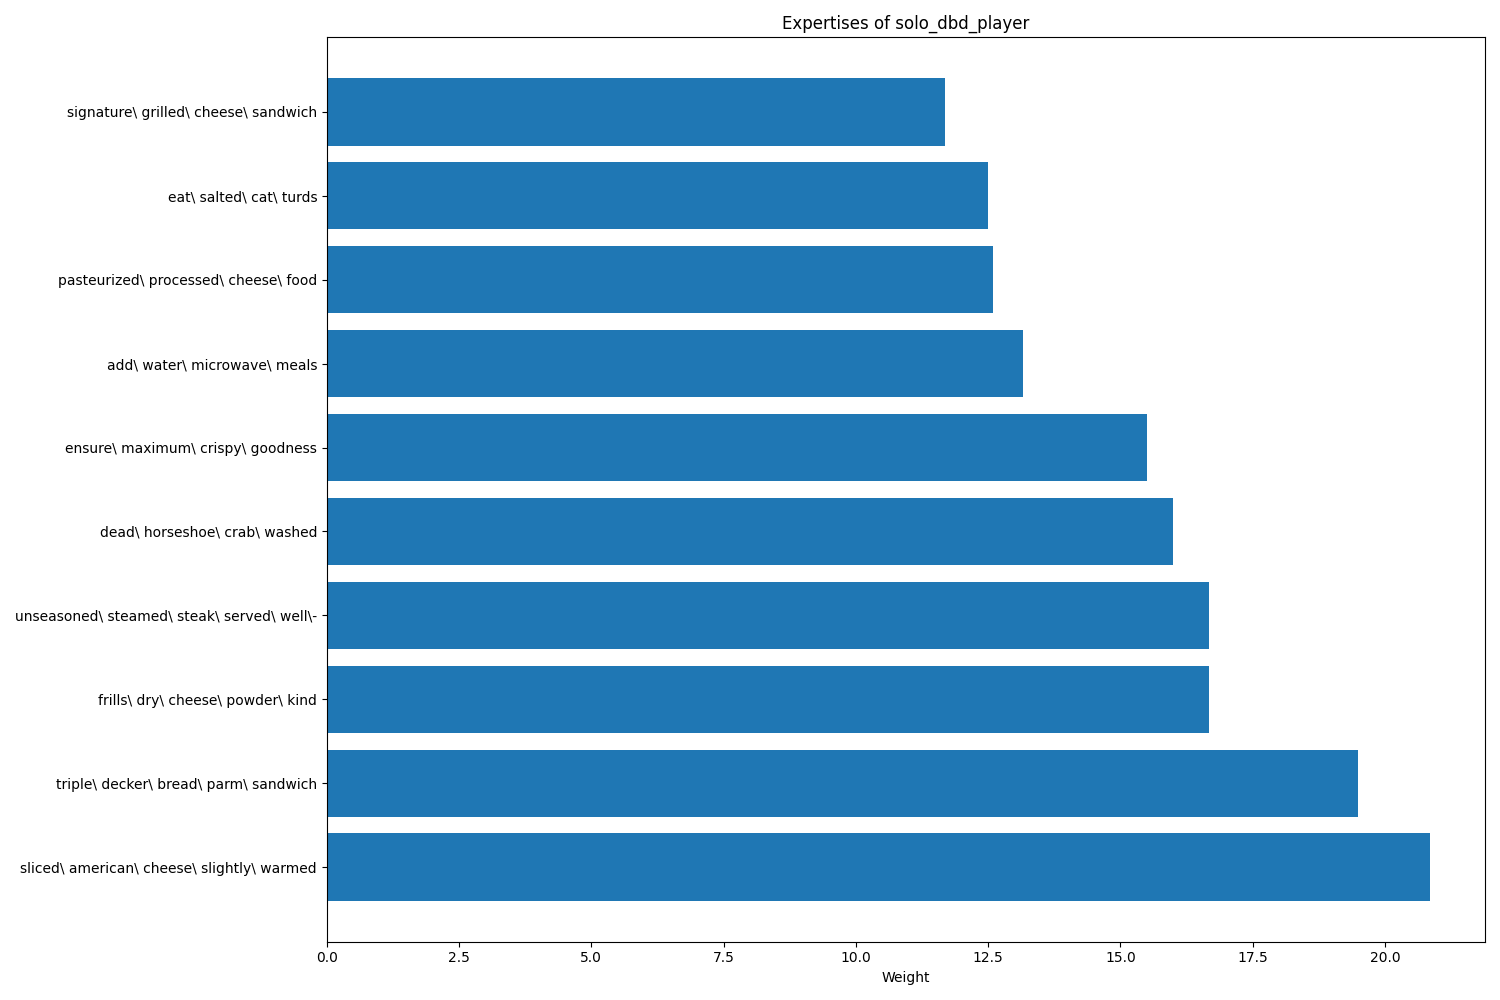 Expertises of solo_dbd_player
signature\ grilled\ cheese\ sandwich
eat\ salted\ cat\ turds
pasteurized\ processed\ cheese\ food
add\ water\ microwave\ meals
ensure\ maximum\ crispy\ goodness
dead\ horseshoe\ crab\ washed
unseasoned\ steamed\ steak\ served\ well\-
frills\ dry\ cheese\ powder\ kind
triple\ decker\ bread\ parm\ sandwich
sliced\ american\ cheese\ slightly\ warmed
0.0 2.5 5.0 7.5 10.0 12.5 15.0 17.5 20.0
Weight